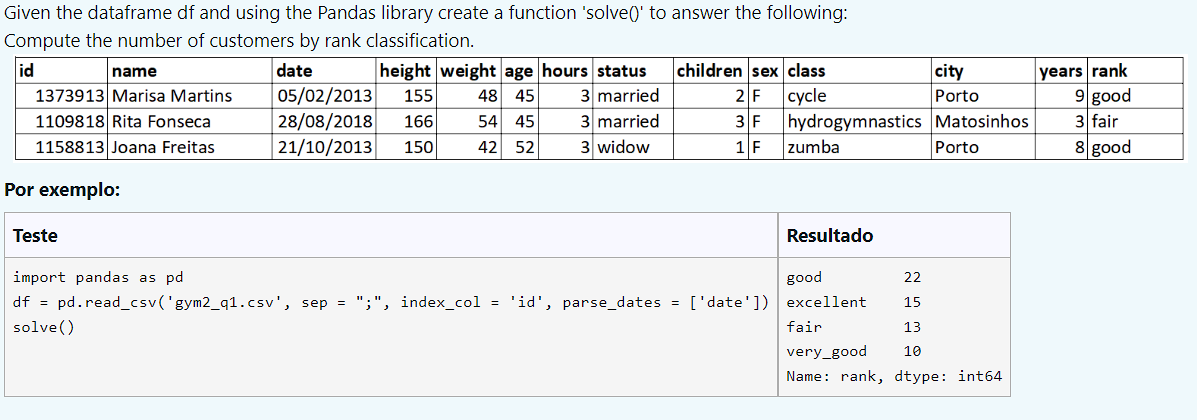 Given the dataframe df and using the Pandas library create a function 'solve()' to answer the following:
Compute the number of customers by rank classification.
id name date height weight age hours status children sex class city years rank
1373913 Marisa Martins 05/02/2013 155 48 45 3 married 2 F cycle Porto 9 good
1109818 Rita Fonseca 28/08/2018 166 54 45 3 married 3 F hydrogymnastics Matosinhos 3 fair
1158813 Joana Freitas 21/10/2013 150 42 52 3 widow 1 F zumba Porto 8 good
Por exemplo:
Teste Resultado
import pandas as pd good 22
df = pd.read_csv('gym2_q1.csv', sep = ";", index_col = 'id', parse_dates = ['date']) excellent 15
solve() fair 13
very_good 10
Name: rank, dtype: int64